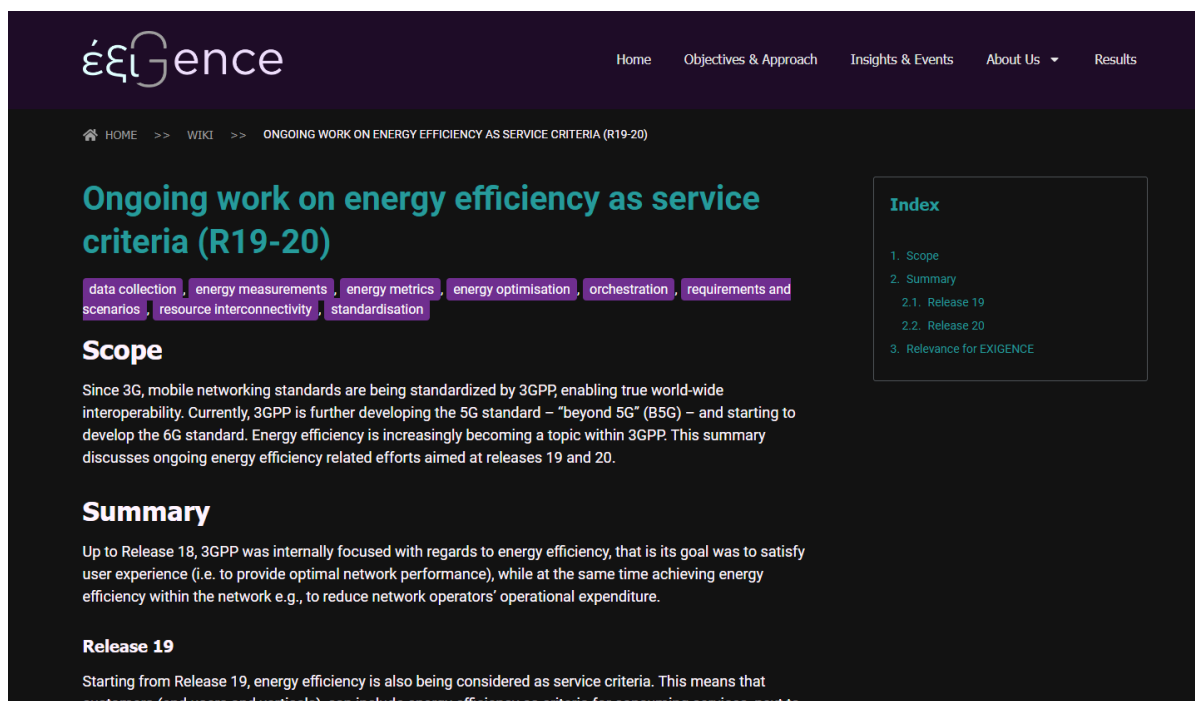 έξιGence
Home Objectives & Approach Insights & Events About Us Results
HOME >> WIKI >> ONGOING WORK ON ENERGY EFFICIENCY AS SERVICE CRITERIA (R19-20)
Ongoing work on energy efficiency as service
criteria (R19-20)
data collection , energy measurements , energy metrics , energy optimisation , orchestration , requirements and
scenarios , resource interconnectivity , standardisation
Scope
Since 3G, mobile networking standards are being standardized by 3GPP, enabling true world-wide
interoperability. Currently, 3GPP is further developing the 5G standard – “beyond 5G” (B5G) – and starting to
develop the 6G standard. Energy efficiency is increasingly becoming a topic within 3GPP. This summary
discusses ongoing energy efficiency related efforts aimed at releases 19 and 20.
Summary
Up to Release 18, 3GPP was internally focused with regards to energy efficiency, that is its goal was to satisfy
user experience (i.e. to provide optimal network performance), while at the same time achieving energy
efficiency within the network e.g., to reduce network operators’ operational expenditure.
Release 19
Starting from Release 19, energy efficiency is also being considered as service criteria. This means that
Index
1. Scope
2. Summary
2.1. Release 19
2.2. Release 20
3. Relevance for EXIGENCE